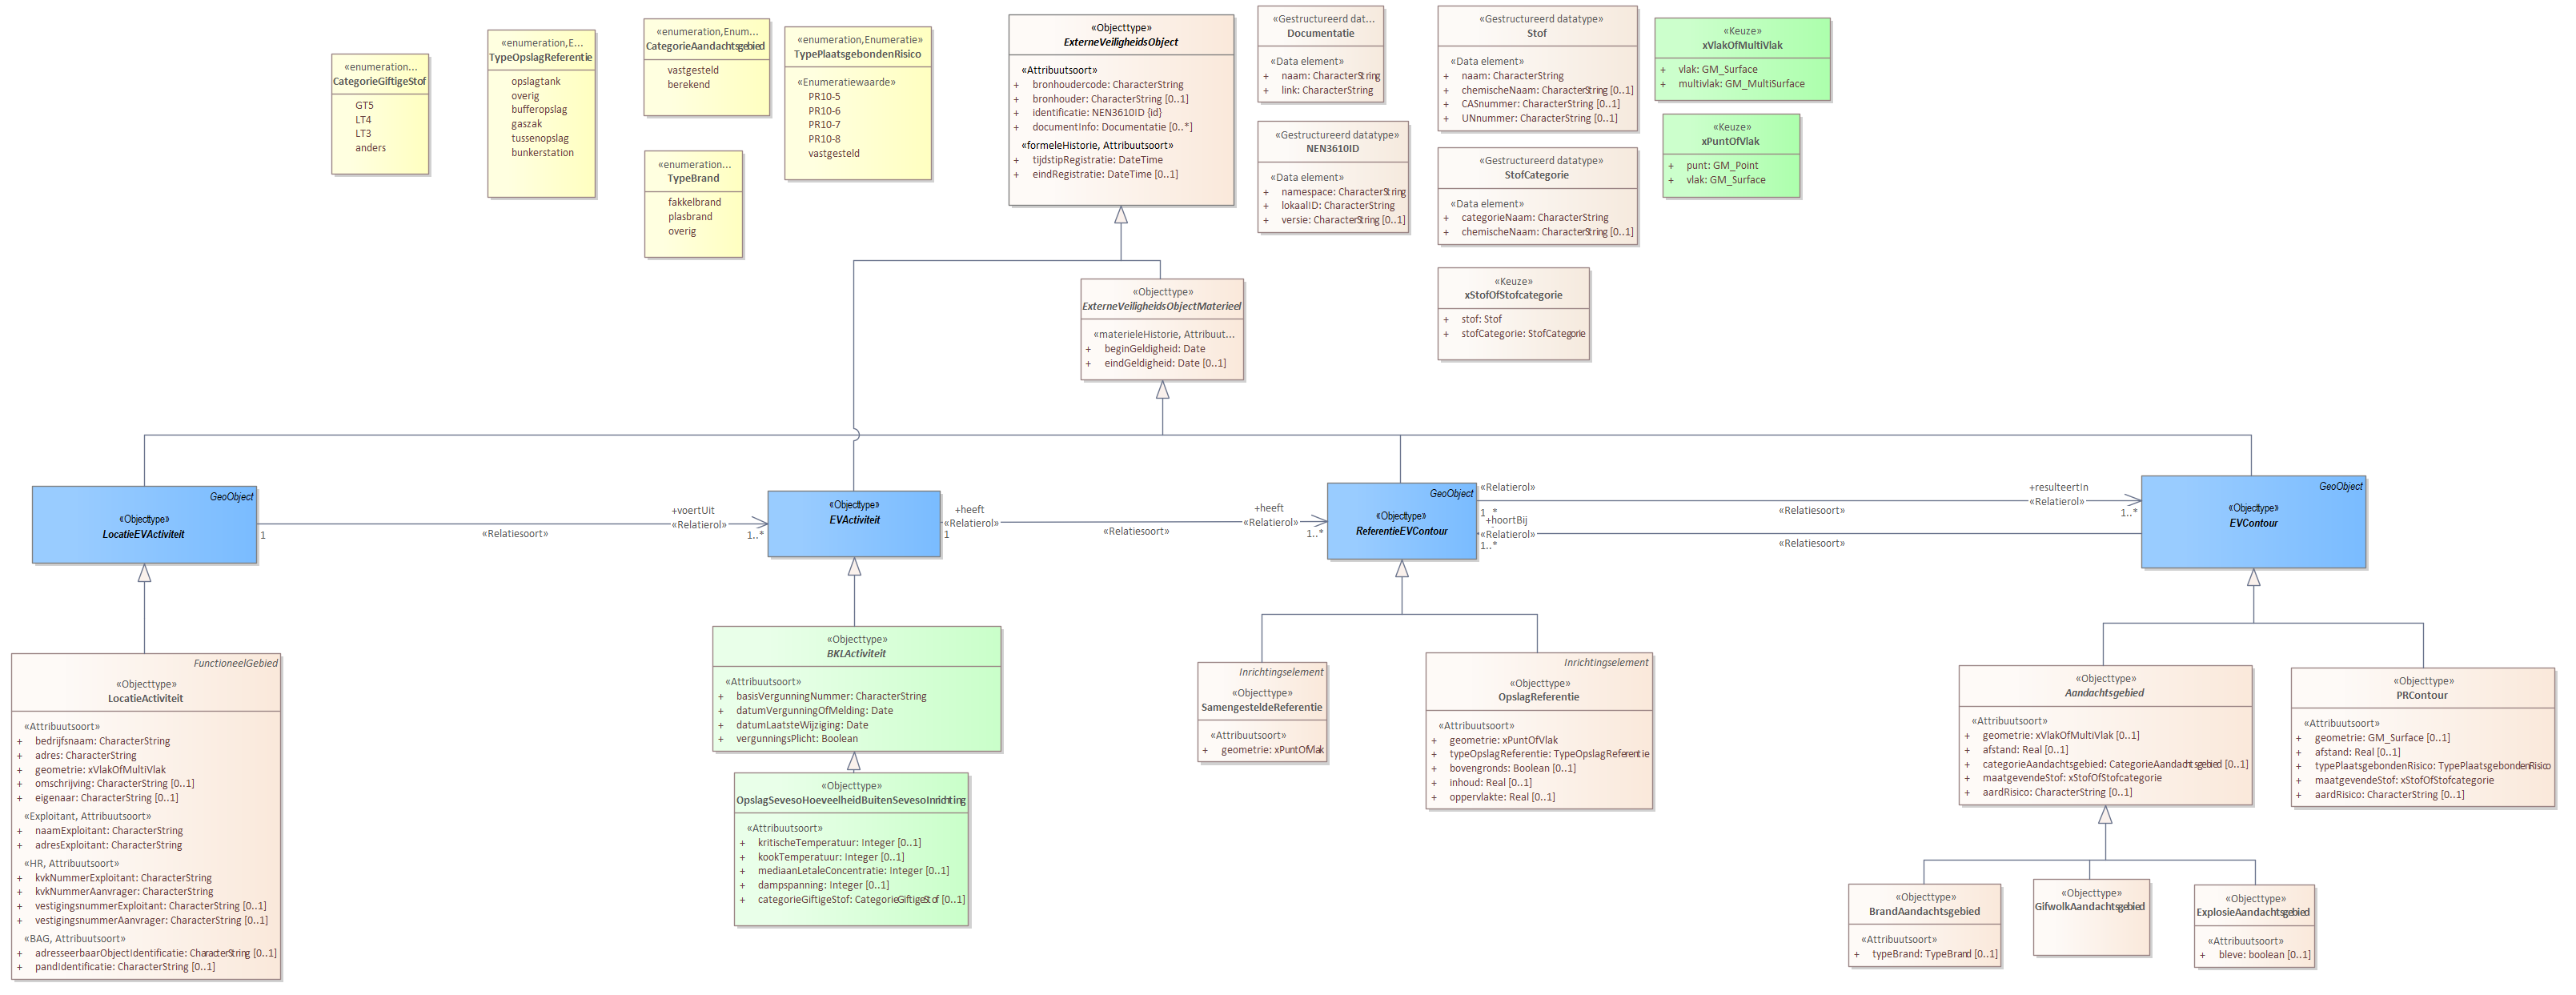 «enumeration...
CategorieGiftigeStof
GT5
LT4
LT3
anders
«enumeration,E...
TypeOpslagReferentie
opslagtank
overig
bufferopslag
gaszak
tussenopslag
bunkerstation
«enumeration,Enum...
CategorieAandachtsgebied
vastgesteld
berekend
«enumeration...
TypeBrand
fakkelbrand
plasbrand
overig
«enumeration,Enumeratie»
TypePlaatsgebondenRisico
«Enumeratiewaarde»
PR10-5
PR10-6
PR10-7
PR10-8
vastgesteld
«Objecttype»
ExterneVeiligheidsObject
«Attribuutsoort»
+ bronhoudercode: CharacterString
+ bronhouder: CharacterString [0..1]
+ identificatie: NEN3610ID {id}
+ documentInfo: Documentatie [0..*]
«formeleHistorie, Attribuutsoort»
+ tijdstipRegistratie: DateTime
+ eindRegistratie: DateTime [0..1]
«Gestructureerd dat...
Documentatie
«Data element»
+ naam: CharacterString
+ link: CharacterString
«Gestructureerd datatype»
NEN3610ID
«Data element»
+ namespace: CharacterString
+ lokaalID: CharacterString
+ versie: CharacterString [0..1]
«Gestructureerd datatype»
Stof
«Data element»
+ naam: CharacterString
+ chemischeNaam: CharacterString [0..1]
+ CASnummer: CharacterString [0..1]
+ UNnummer: CharacterString [0..1]
«Gestructureerd datatype»
StofCategorie
«Data element»
+ categorieNaam: CharacterString
+ chemischeNaam: CharacterString [0..1]
«Keuze»
xStofOfStofcategorie
+ stof: Stof
+ stofCategorie: StofCategorie
«Keuze»
xVlakOfMultiVlak
+ vlak: GM_Surface
+ multivlak: GM_MultiSurface
«Keuze»
xPuntOfVlak
+ punt: GM_Point
+ vlak: GM_Surface
«Objecttype»
ExterneVeiligheidsObjectMaterieel
«materieleHistorie, Attribuut...
+ beginGeldigheid: Date
+ eindGeldigheid: Date [0..1]
GeoObject
«Objecttype»
LocatieEVActiviteit
1
«Relatiesoort»
+voertUit
«Relatierol»
1..*
«Objecttype»
EVActiviteit
+heeft
«Relatierol»
1
«Relatiesoort»
+heeft
«Relatierol»
1..*
GeoObject
«Objecttype»
ReferentieEVContour
«Relatierol»
1..*
+hoortBij
«Relatierol»
1..*
«Relatiesoort»
«Relatiesoort»
+resulteertIn
«Relatierol»
1..*
GeoObject
«Objecttype»
EVContour
FunctioneelGebied
«Objecttype»
LocatieActiviteit
«Attribuutsoort»
+ bedrijfsnaam: CharacterString
+ adres: CharacterString
+ geometrie: xVlakOfMultiVlak
+ omschrijving: CharacterString [0..1]
+ eigenaar: CharacterString [0..1]
«Exploitant, Attribuutsoort»
+ naamExploitant: CharacterString
+ adresExploitant: CharacterString
«HR, Attribuutsoort»
+ kvkNummerExploitant: CharacterString
+ kvkNummerAanvrager: CharacterString
+ vestigingsnummerExploitant: CharacterString [0..1]
+ vestigingsnummerAanvrager: CharacterString [0..1]
«BAG, Attribuutsoort»
+ adresseerbaarObjectIdentificatie: CharacterString [0..1]
+ pandIdentificatie: CharacterString [0..1]
«Objecttype»
BKLActiviteit
«Attribuutsoort»
+ basisVergunningNummer: CharacterString
+ datumVergunningOfMelding: Date
+ datumLaatsteWijziging: Date
+ vergunningsPlicht: Boolean
«Objecttype»
OpslagSevesoHoeveelheidBuitenSevesoInrichting
«Attribuutsoort»
+ kritischeTemperatuur: Integer [0..1]
+ kookTemperatuur: Integer [0..1]
+ mediaanLetaleConcentratie: Integer [0..1]
+ dampspanning: Integer [0..1]
+ categorieGiftigeStof: CategorieGiftigeStof [0..1]
Inrichtingselement
«Objecttype»
SamengesteldeReferentie
«Attribuutsoort»
+ geometrie: xPuntOfVlak
Inrichtingselement
«Objecttype»
OpslagReferentie
«Attribuutsoort»
+ geometrie: xPuntOfVlak
+ typeOpslagReferentie: TypeOpslagReferentie
+ bovengronds: Boolean [0..1]
+ inhoud: Real [0..1]
+ oppervlakte: Real [0..1]
«Objecttype»
Aandachtsgebied
«Attribuutsoort»
+ geometrie: xVlakOfMultiVlak [0..1]
+ afstand: Real [0..1]
+ categorieAandachtsgebied: CategorieAandachtsgebied [0..1]
+ maatgevendeStof: xStofOfStofcategorie
+ aardRisico: CharacterString [0..1]
«Objecttype»
PRContour
«Attribuutsoort»
+ geometrie: GM_Surface [0..1]
+ afstand: Real [0..1]
+ typePlaatsgebondenRisico: TypePlaatsgebondenRisico
+ maatgevendeStof: xStofOfStofcategorie
+ aardRisico: CharacterString [0..1]
«Objecttype»
BrandAandachtsgebied
«Attribuutsoort»
+ typeBrand: TypeBrand [0..1]
«Objecttype»
GifwolkAandachtsgebied
«Objecttype»
ExplosieAandachtsgebied
«Attribuutsoort»
+ bleve: boolean [0..1]